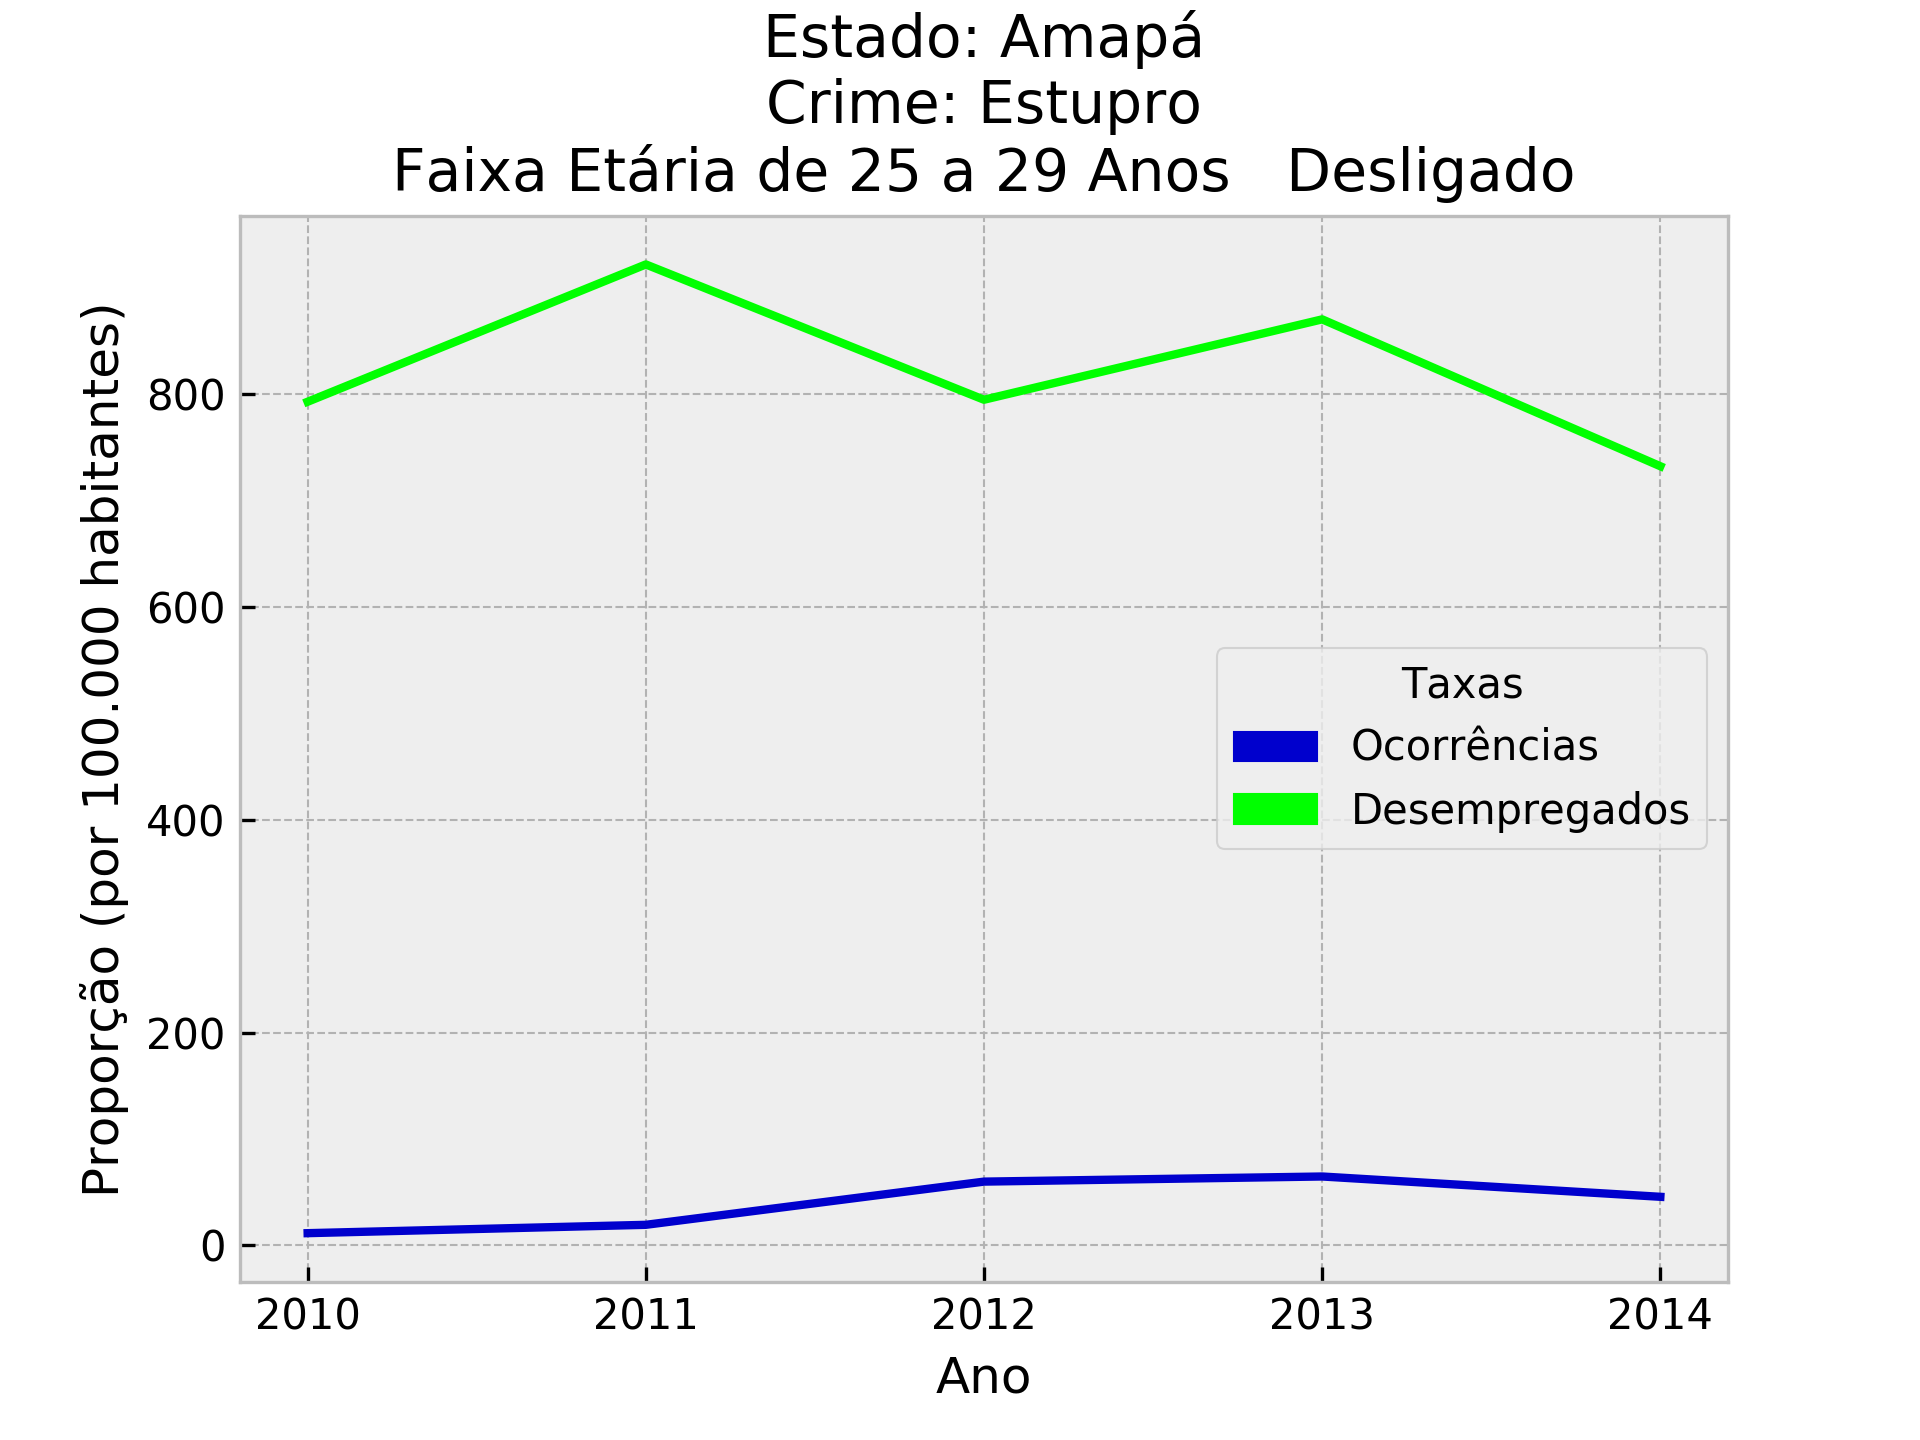 Estado: Amapá
Crime: Estupro
Faixa Etária de 25 a 29 Anos   Desligado
Proporção (por 100.000 habitantes)
800
600
400
200
0
Taxas
Ocorrências
Desempregados
2010 2011 2012 2013 2014
Ano